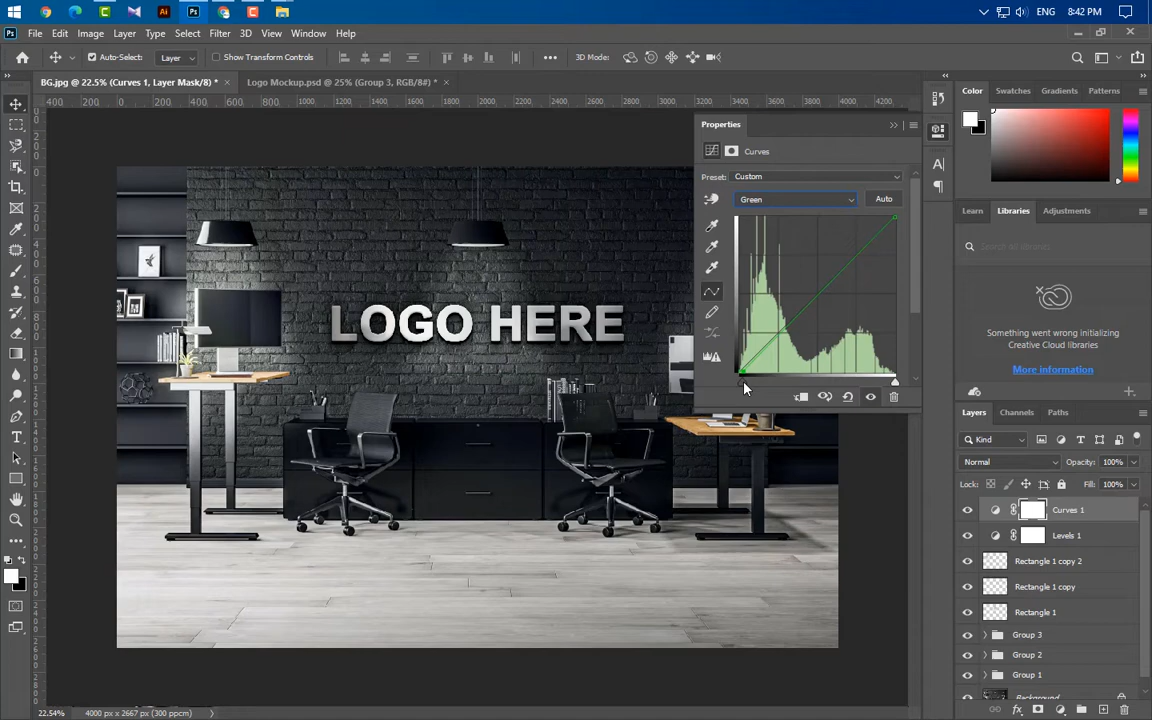 ENG 8:42 PM
File Edit Image Layer Type Select Filter 3D View Window Help
Auto-Select: Layer Show Transform Controls 3D Mode:
BG.jpg @ 22.5% (Curves 1, Layer Mask/8) * × Logo Mockup.psd @ 25% (Group 3, RGB/8#) * ×
Color Swatches Gradients Patterns
Properties
Curves
Preset: Custom
Green Auto
Learn Libraries Adjustments
Search All Libraries
LOGO HERE
Something went wrong initializing
Creative Cloud libraries
More information
Layers Channels Paths
Kind
Normal Opacity: 100%
Lock: Fill: 100%
Curves 1
Levels 1
Rectangle 1 copy 2
Rectangle 1 copy
Rectangle 1
Group 3
Group 2
Group 1
Background
22.54% 4000 px x 2667 px (300 ppcm)